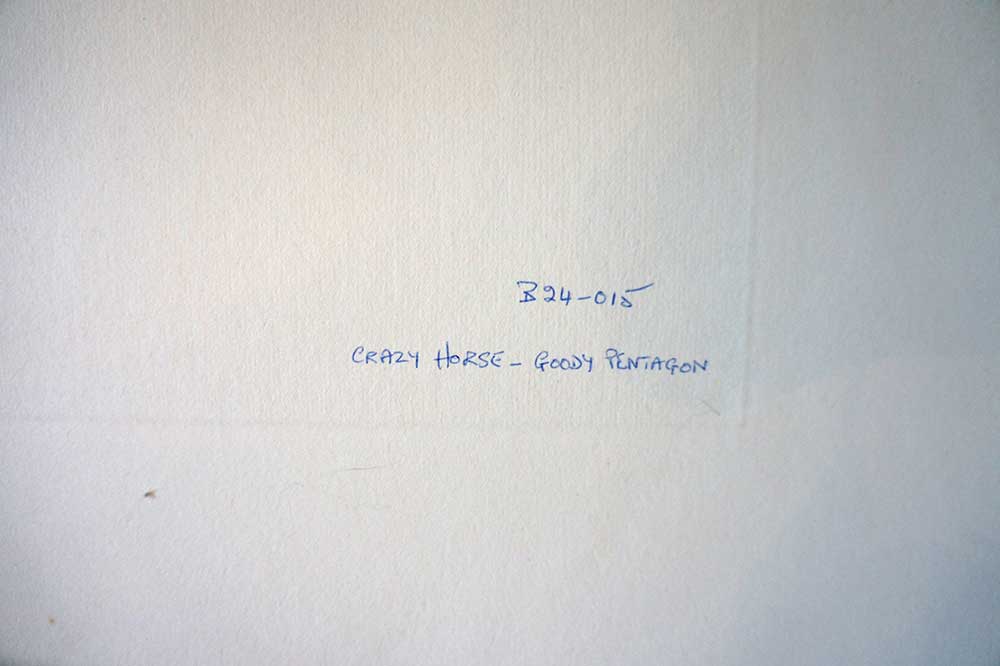 B24-015
CRAZY HORSE - GOODY PENTAGON